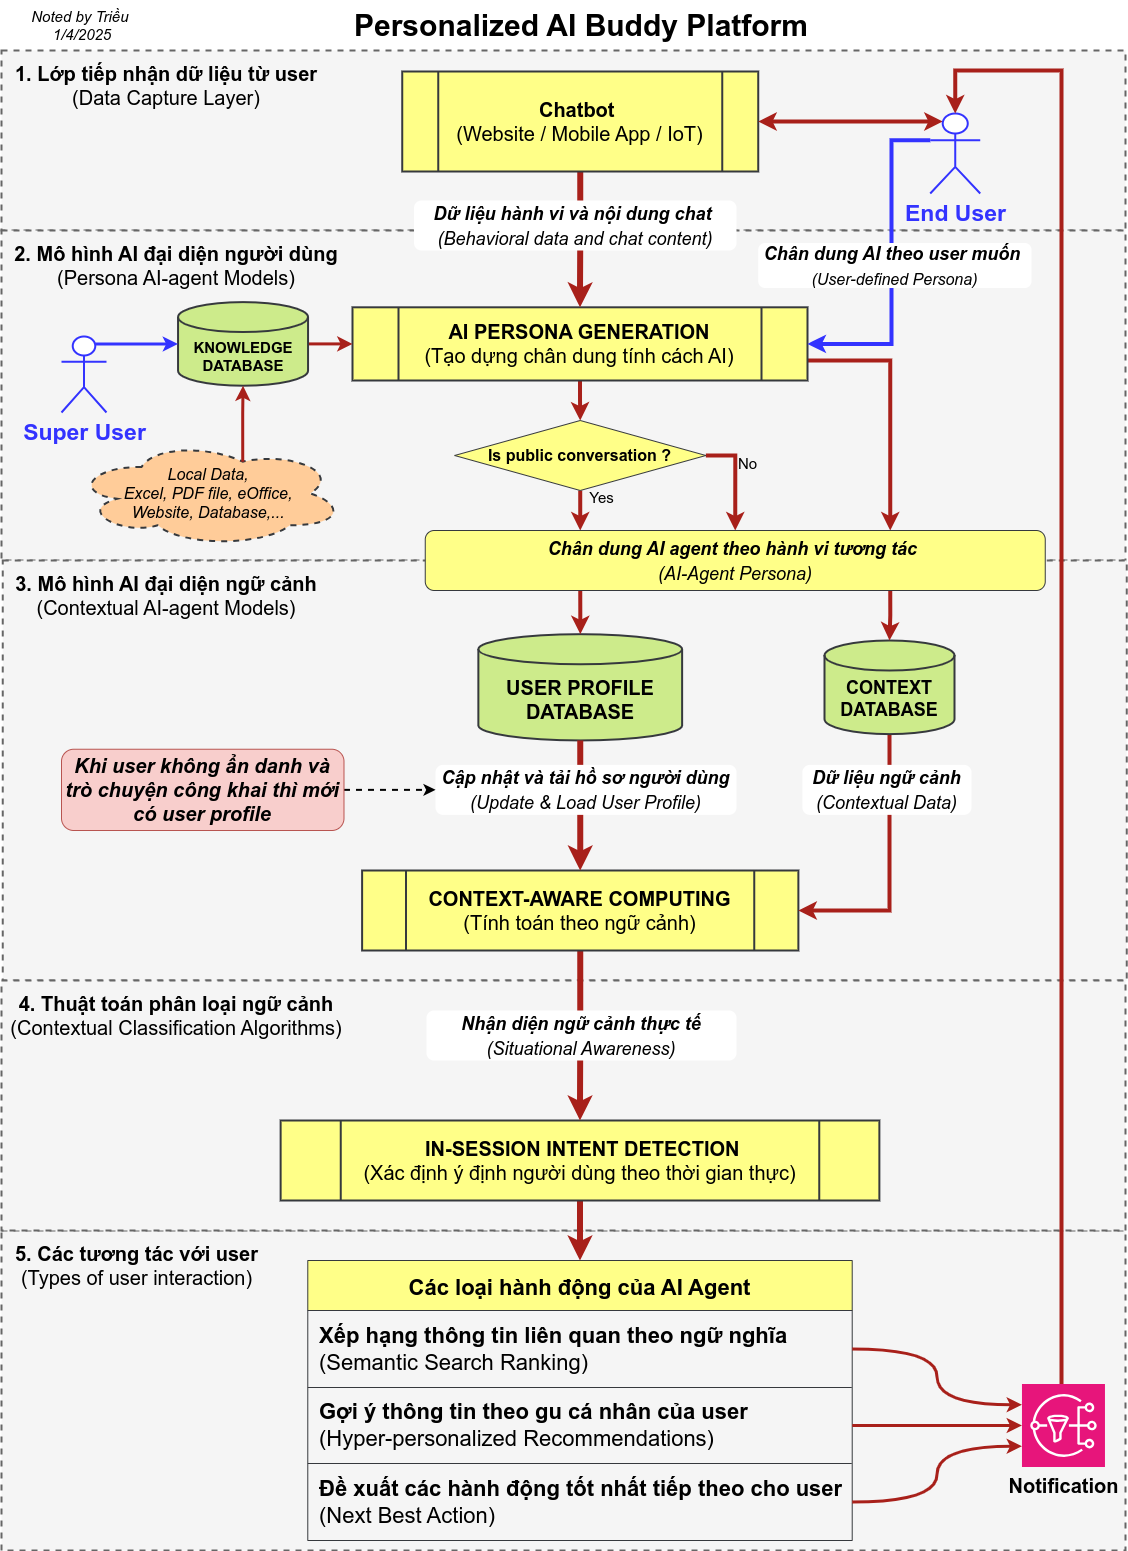 Noted by Triều
1/4/2025
Personalized AI Buddy Platform
1. Lớp tiếp nhận dữ liệu từ user
(Data Capture Layer)
Chatbot
(Website / Mobile App / IoT)
End User
Dữ liệu hành vi và nội dung chat
(Behavioral data and chat content)
2. Mô hình AI đại diện người dùng
(Persona AI-agent Models)
Chân dung AI theo user muốn
(User-defined Persona)
KNOWLEDGE
DATABASE
AI PERSONA GENERATION
(Tạo dựng chân dung tính cách AI)
Super User
Is public conversation ?
No
Yes
Local Data,
Excel, PDF file, eOffice,
Website, Database,...
Chân dung AI agent theo hành vi tương tác
(AI-Agent Persona)
3. Mô hình AI đại diện ngữ cảnh
(Contextual AI-agent Models)
USER PROFILE
DATABASE
CONTEXT
DATABASE
Khi user không ẩn danh và
trò chuyện công khai thì mới
có user profile
Cập nhật và tải hồ sơ người dùng
(Update & Load User Profile)
Dữ liệu ngữ cảnh
(Contextual Data)
CONTEXT-AWARE COMPUTING
(Tính toán theo ngữ cảnh)
4. Thuật toán phân loại ngữ cảnh
(Contextual Classification Algorithms)
Nhận diện ngữ cảnh thực tế
(Situational Awareness)
IN-SESSION INTENT DETECTION
(Xác định ý định người dùng theo thời gian thực)
5. Các tương tác với user
(Types of user interaction)
Các loại hành động của AI Agent
Xếp hạng thông tin liên quan theo ngữ nghĩa
(Semantic Search Ranking)
Gợi ý thông tin theo gu cá nhân của user
(Hyper-personalized Recommendations)
Đề xuất các hành động tốt nhất tiếp theo cho user
(Next Best Action)
Notification